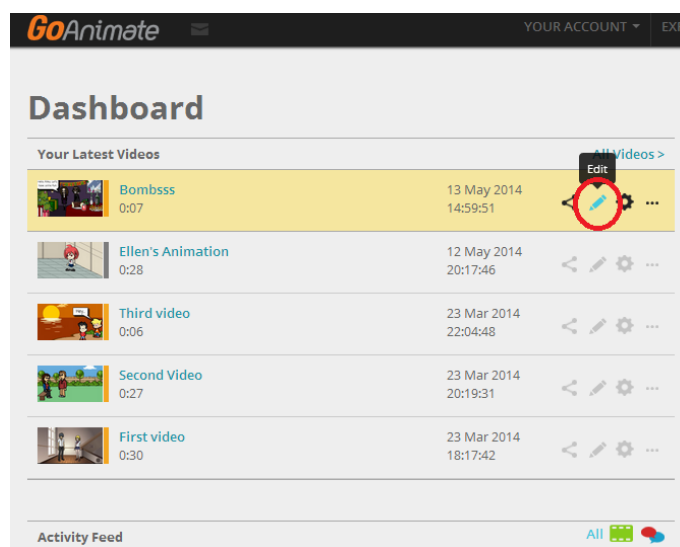 GoAnimate
YOUR ACCOUNT
Dashboard
Your Latest Videos
All Videos >
Edit
Bombsss
13 May 2014
0:07
14:59:51
Ellen's Animation
12 May 2014
0:28
20:17:46
Third video
23 Mar 2014
0:06
22:04:48
Second Video
23 Mar 2014
0:27
20:19:31
First video
23 Mar 2014
0:30
18:17:42
Activity Feed
All